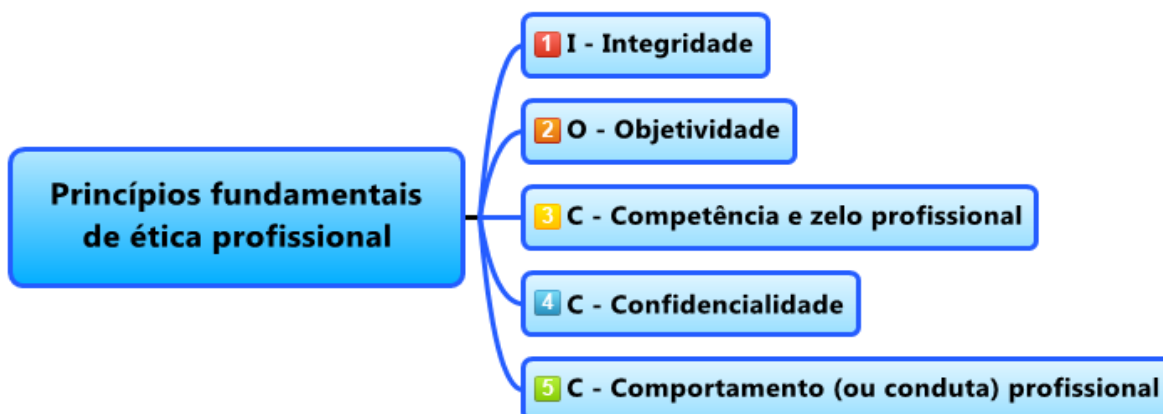 Princípios fundamentais
de ética profissional
1 I - Integridade
2 O - Objetividade
3 C - Competência e zelo profissional
4 C - Confidencialidade
5 C - Comportamento (ou conduta) profissional